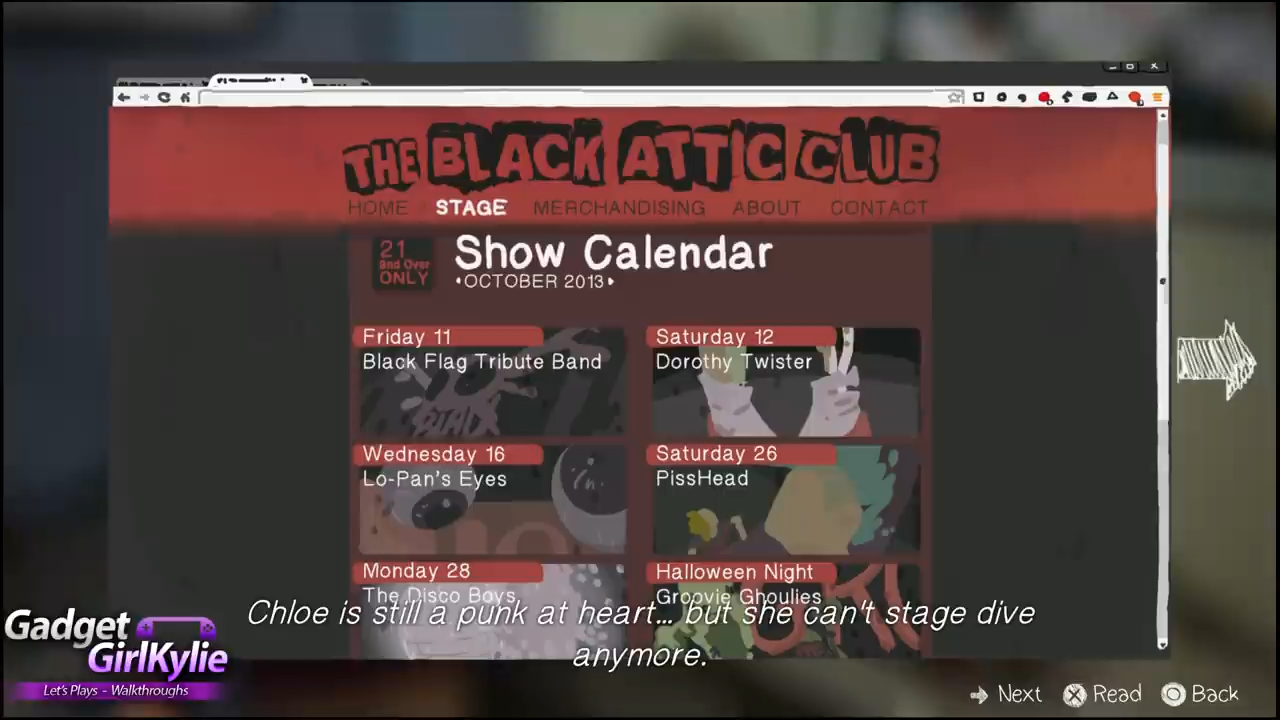 THE BLACK ATTIC CLUB
HOME STAGE MERCHANDISING ABOUT CONTACT
21
and Over
ONLY
Show Calendar
OCTOBER 2013
Friday 11
Black Flag Tribute Band
Saturday 12
Dorothy Twister
Wednesday 16
Lo-Pan's Eyes
Saturday 26
PissHead
Monday 28
The Disco Boys
Halloween Night
Groovie Ghoulies
Chloe is still a punk at heart... but she can't stage dive
anymore.
Gadget
GirlKylie
Let's Plays - Walkthroughs
Next Read Back